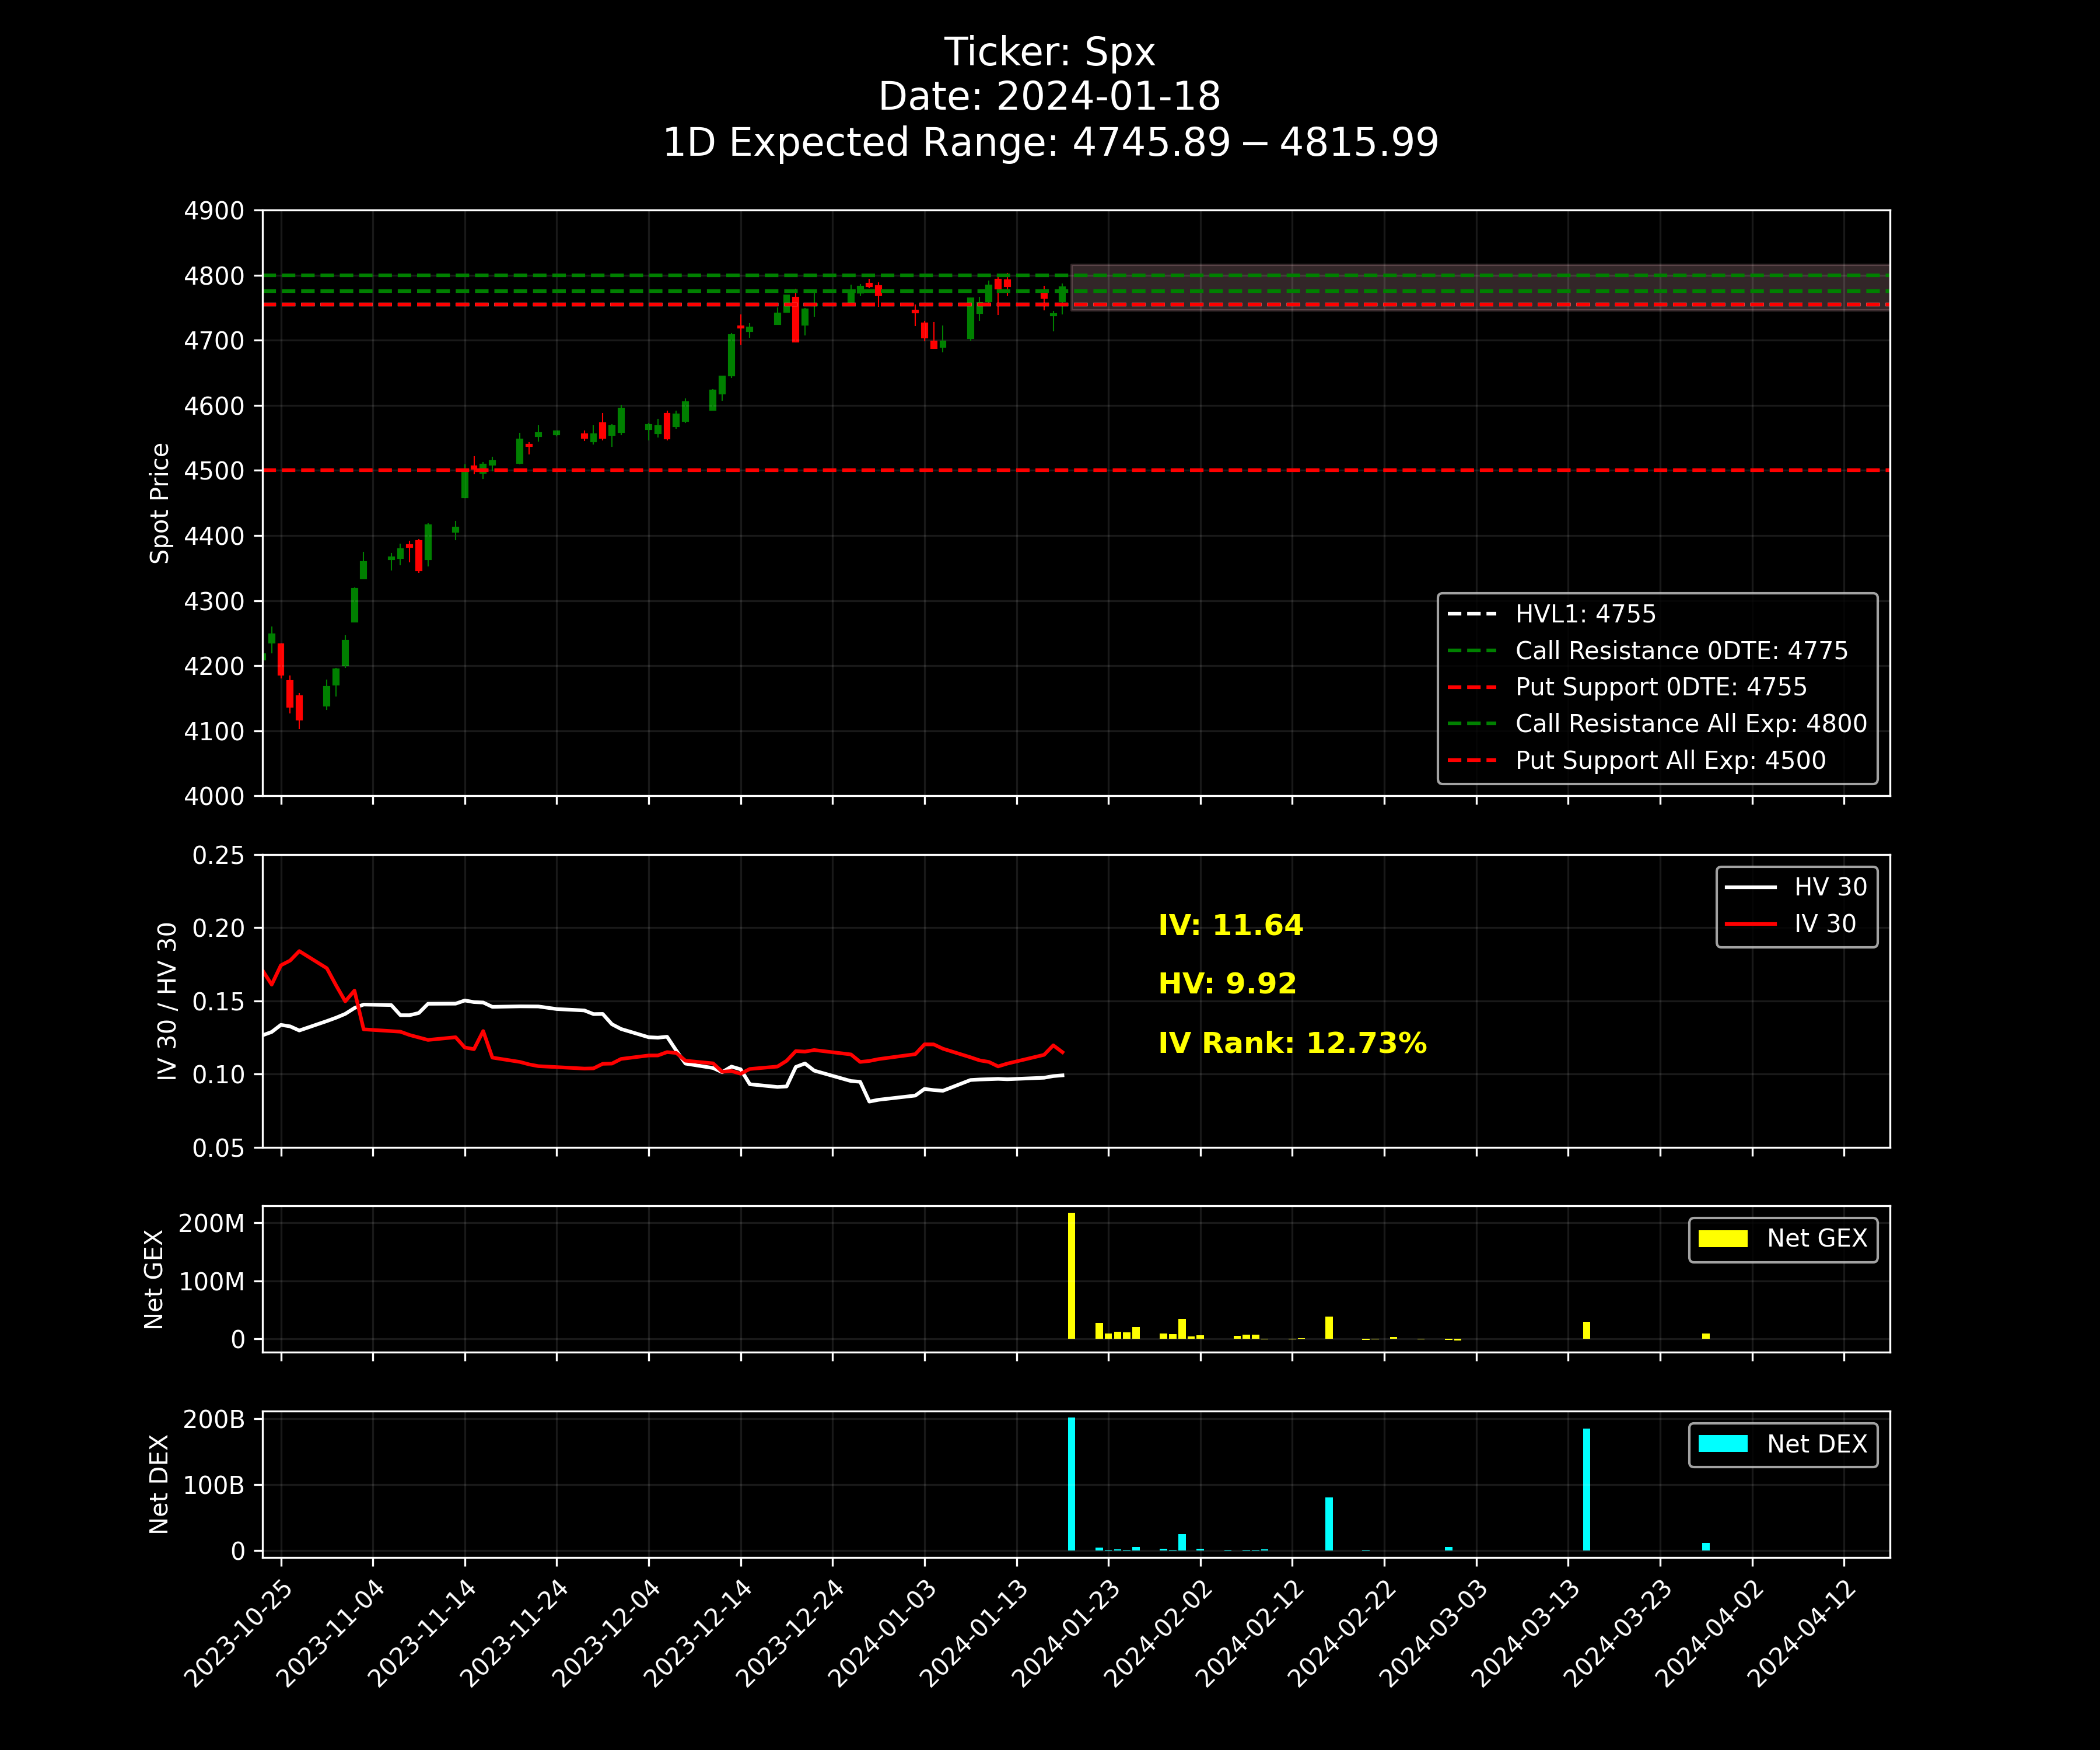 Ticker: Spx
Date: 2024-01-18
1D Expected Range: 4745.89 − 4815.99
4900
4800
4700
4600
4500
4400
4300
4200
4100
4000
Spot Price
HVL1: 4755
Call Resistance 0DTE: 4775
Put Support 0DTE: 4755
Call Resistance All Exp: 4800
Put Support All Exp: 4500
0.25
0.20
0.15
0.10
0.05
IV 30 / HV 30
IV: 11.64
HV: 9.92
IV Rank: 12.73%
HV 30
IV 30
200M
100M
0
Net GEX
Net GEX
200B
100B
0
Net DEX
Net DEX
2023-10-25
2023-11-04
2023-11-14
2023-11-24
2023-12-04
2023-12-14
2023-12-24
2024-01-03
2024-01-13
2024-01-23
2024-02-02
2024-02-12
2024-02-22
2024-03-03
2024-03-13
2024-03-23
2024-04-02
2024-04-12